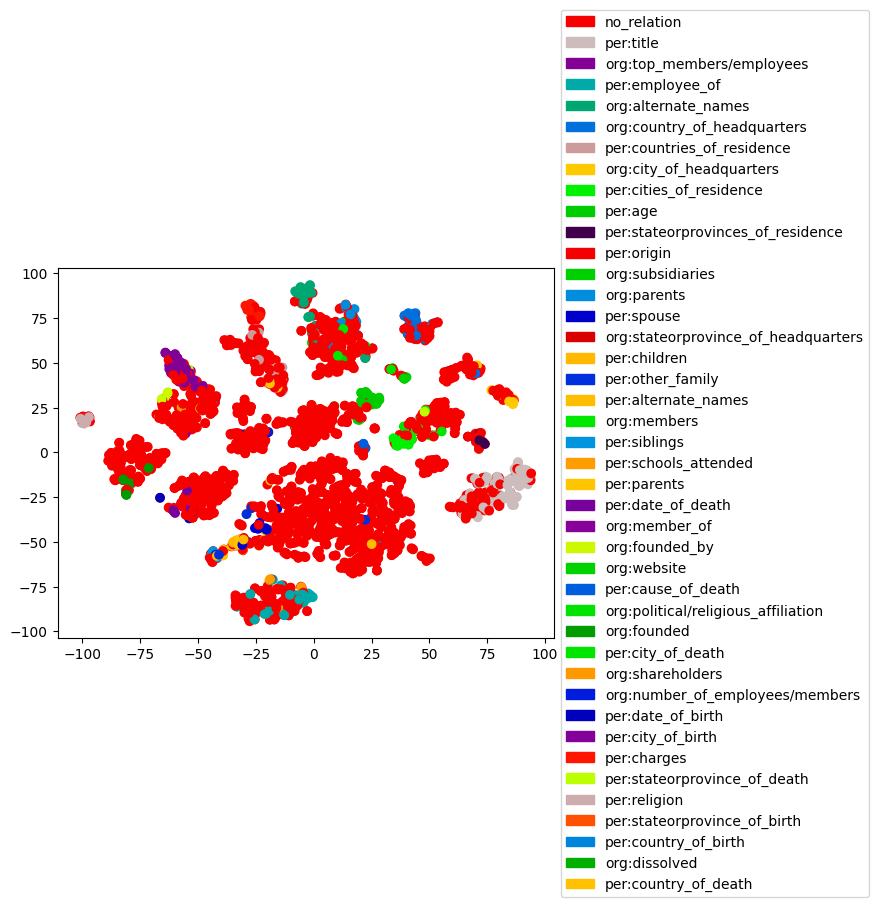 no_relation
per:title
org:top_members/employees
per:employee_of
org:alternate_names
org:country_of_headquarters
per:countries_of_residence
org:city_of_headquarters
per:cities_of_residence
per:age
per:stateorprovinces_of_residence
per:origin
org:subsidiaries
org:parents
per:spouse
org:stateorprovince_of_headquarters
per:children
per:other_family
per:alternate_names
org:members
per:siblings
per:schools_attended
per:parents
per:date_of_death
org:member_of
org:founded_by
org:website
per:cause_of_death
org:political/religious_affiliation
org:founded
per:city_of_death
org:shareholders
org:number_of_employees/members
per:date_of_birth
per:city_of_birth
per:charges
per:stateorprovince_of_death
per:religion
per:stateorprovince_of_birth
per:country_of_birth
org:dissolved
per:country_of_death
100
75
50
25
0
−25
−50
−75
−100
−100 −75 −50 −25 0 25 50 75 100